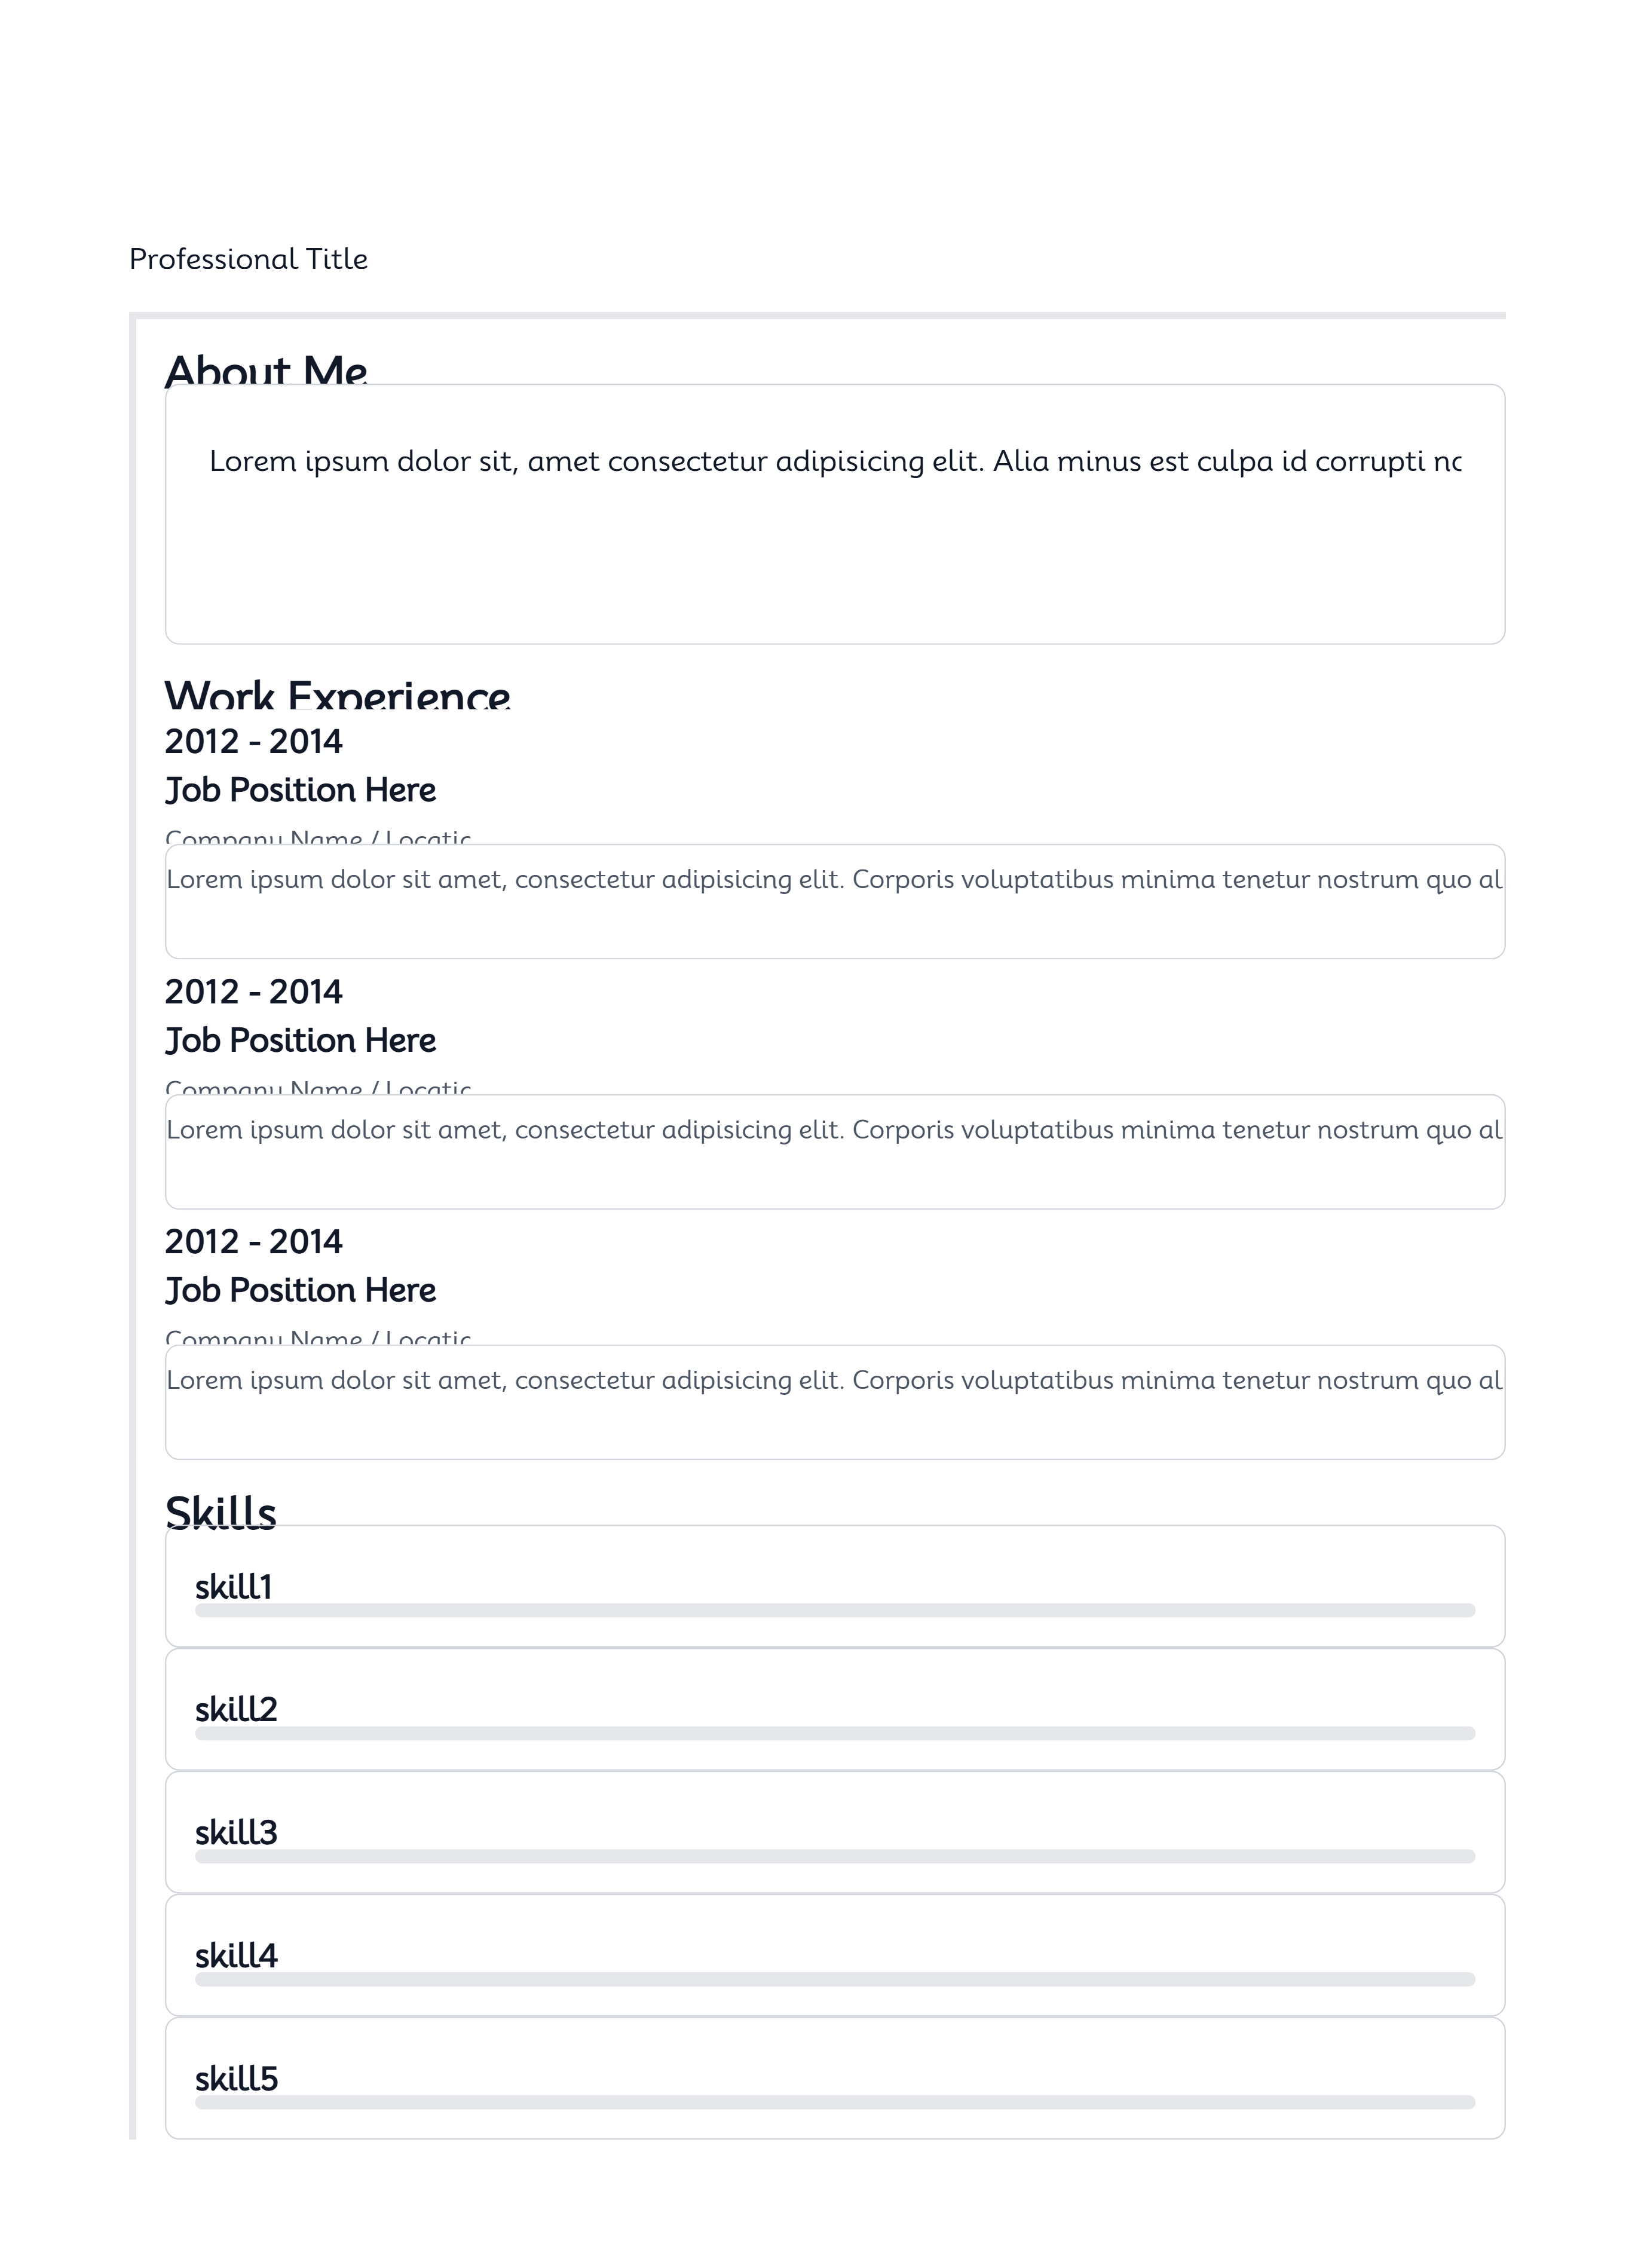 Professional Title
About Me
Lorem ipsum dolor sit, amet consectetur adipisicing elit. Alia minus est culpa id corrupti
Work Experience
2012 - 2014
Job Position Here
Company Name /
Lorem ipsum dolor sit amet, consectetur adipisicing elit. Corporis voluptatibus minima tenetur nostrum quo al
2012 - 2014
Job Position Here
Company Name /
Lorem ipsum dolor sit amet, consectetur adipisicing elit. Corporis voluptatibus minima tenetur nostrum quo al
2012 - 2014
Job Position Here
Company Name /
Lorem ipsum dolor sit amet, consectetur adipisicing elit. Corporis voluptatibus minima tenetur nostrum quo al
Skills
skill1
skill2
skill3
skill4
skill5